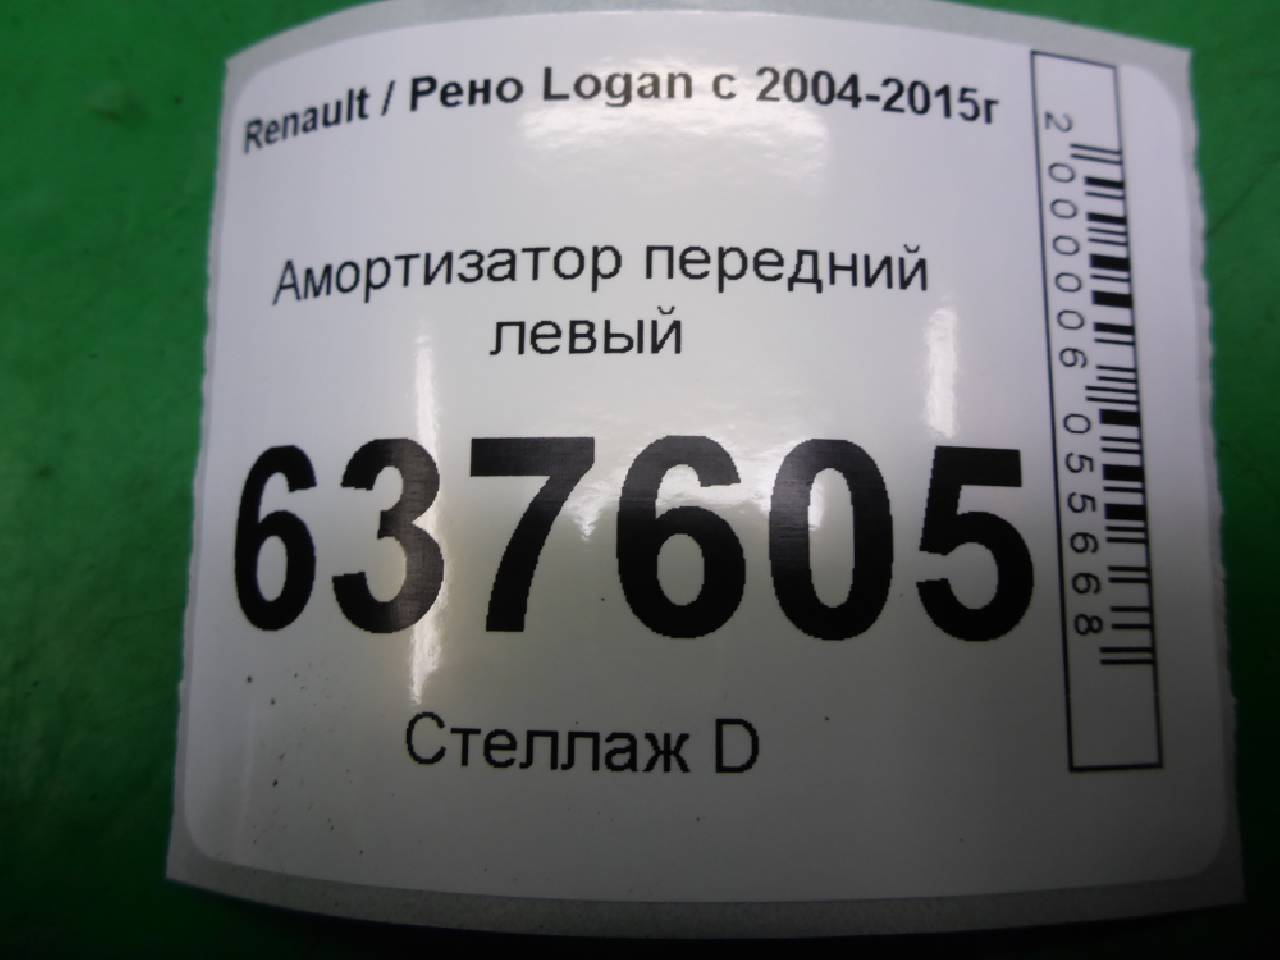 Renault / Рено Logan с 2004-2015г
Амортизатор передний
левый
637605
Стеллаж D
2000006055668